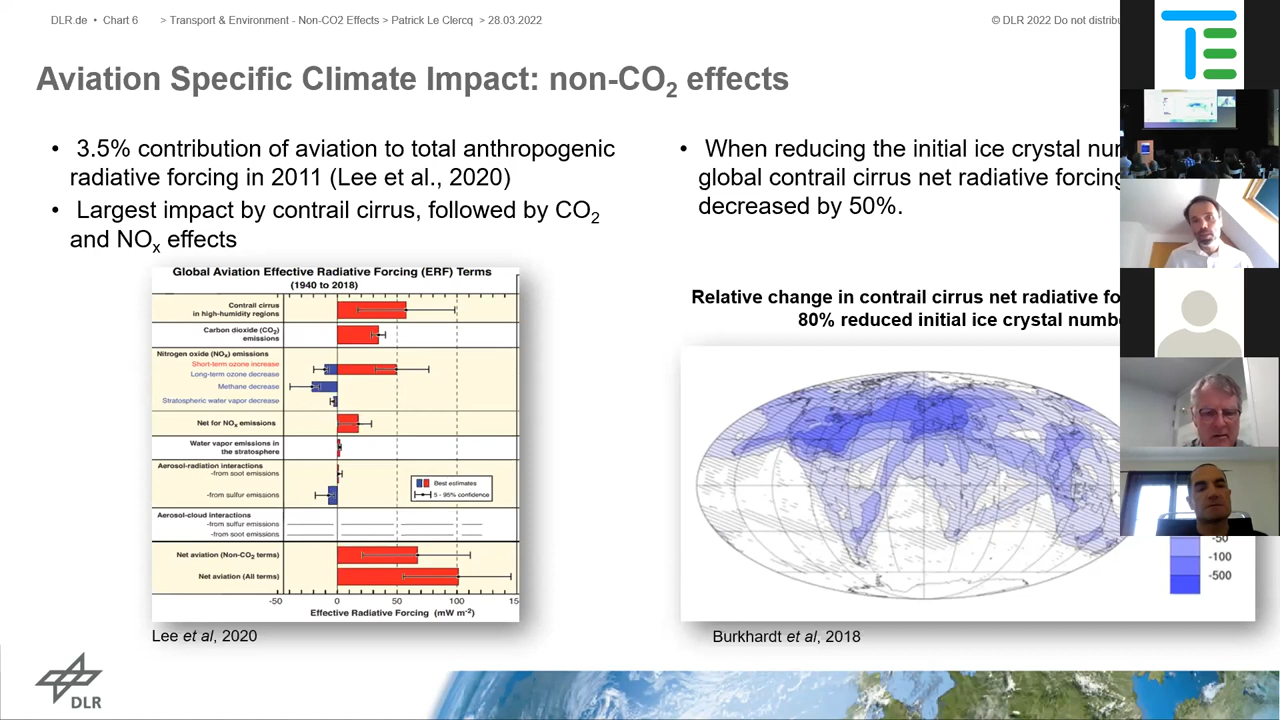 DLR.de • Chart 6 > Transport & Environment - Non-CO2 Effects > Patrick Le Clercq > 28.03.2022
© DLR 2022 Do not distribu
Aviation Specific Climate Impact: non-CO2 effects
• 3.5% contribution of aviation to total anthropogenic
radiative forcing in 2011 (Lee et al., 2020)
• Largest impact by contrail cirrus, followed by CO2
and NOx effects
Global Aviation Effective Radiative Forcing (ERF) Terms
(1940 to 2018)
Contrail cirrus
in high-humidity regions
Carbon dioxide (CO2)
emissions
Nitrogen oxide (NOx) emissions
Short-term ozone increase
Long-term ozone decrease
Methane decrease
Stratospheric water vapor decrease
Net for NOx emissions
Water vapor emissions in
the stratosphere
Aerosol-radiation interactions
-from soot emissions
-from sulfur emissions
Best estimates
5 - 95% confidence
Aerosol-cloud interactions
-from sulfur emissions
-from soot emissions
Net aviation (Non-CO2 terms)
Net aviation (All terms)
-50 0 50 100 15
Effective Radiative Forcing (mW m-2)
Lee et al, 2020
• When reducing the initial ice crystal num
global contrail cirrus net radiative forcing
decreased by 50%.
Relative change in contrail cirrus net radiative fo
80% reduced initial ice crystal numbe
-50
-100
-500
Burkhardt et al, 2018
DLR
TE